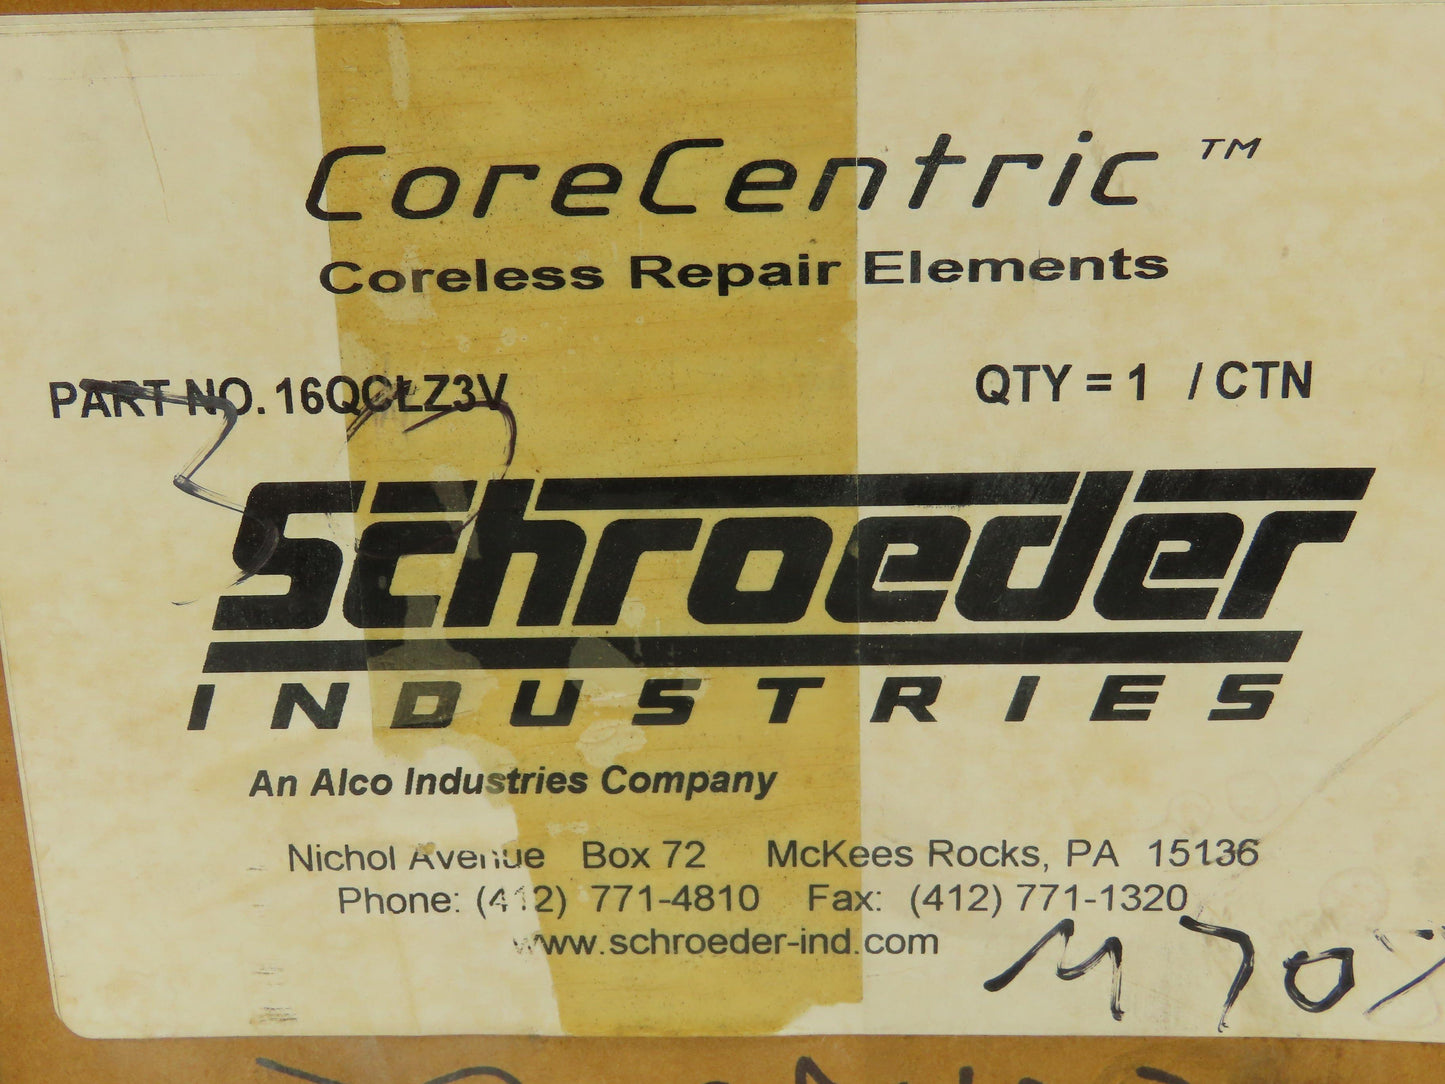 CoreCentric™
Coreless Repair Elements
PART NO. 16QCLZ3V QTY = 1 / CTN
Schroeder
INDUSTRIES
An Alco Industries Company
Nichol Avenue Box 72 McKees Rocks, PA 15136
Phone: (412) 771-4810 Fax: (412) 771-1320
www.schroeder-ind.com